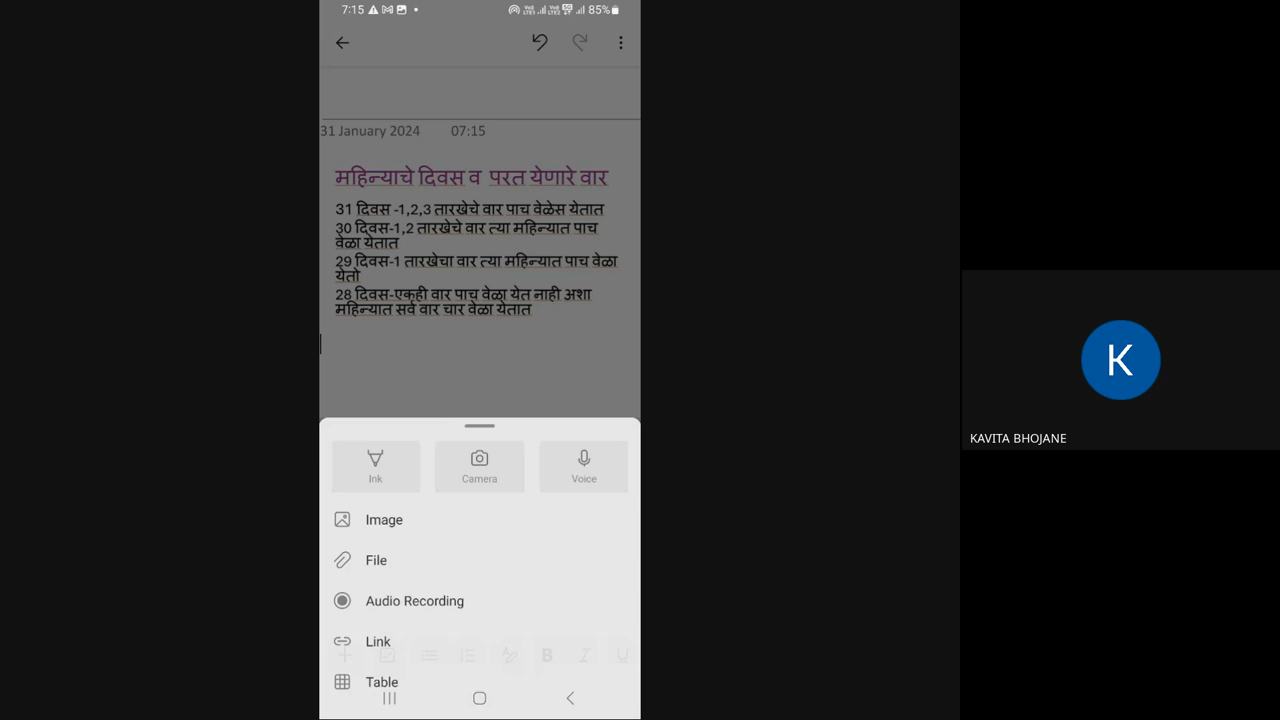 7:15
85%
31 January 2024 07:15
महिन्याचे दिवस व परत येणारे वार
31 दिवस -1,2,3 तारखेचे वार पाच वेळेस येतात
30 दिवस-1,2 तारखेचे वार त्या महिन्यात पाच
वेळा येतात
29 दिवस-1 तारखेचा वार त्या महिन्यात पाच वेळा
येतो
28 दिवस-एकही वार पाच वेळा येत नाही अशा
महिन्यात सर्व वार चार वेळा येतात
Ink Camera Voice
Image
File
Audio Recording
Link
B I U
Table
K
KAVITA BHOJANE